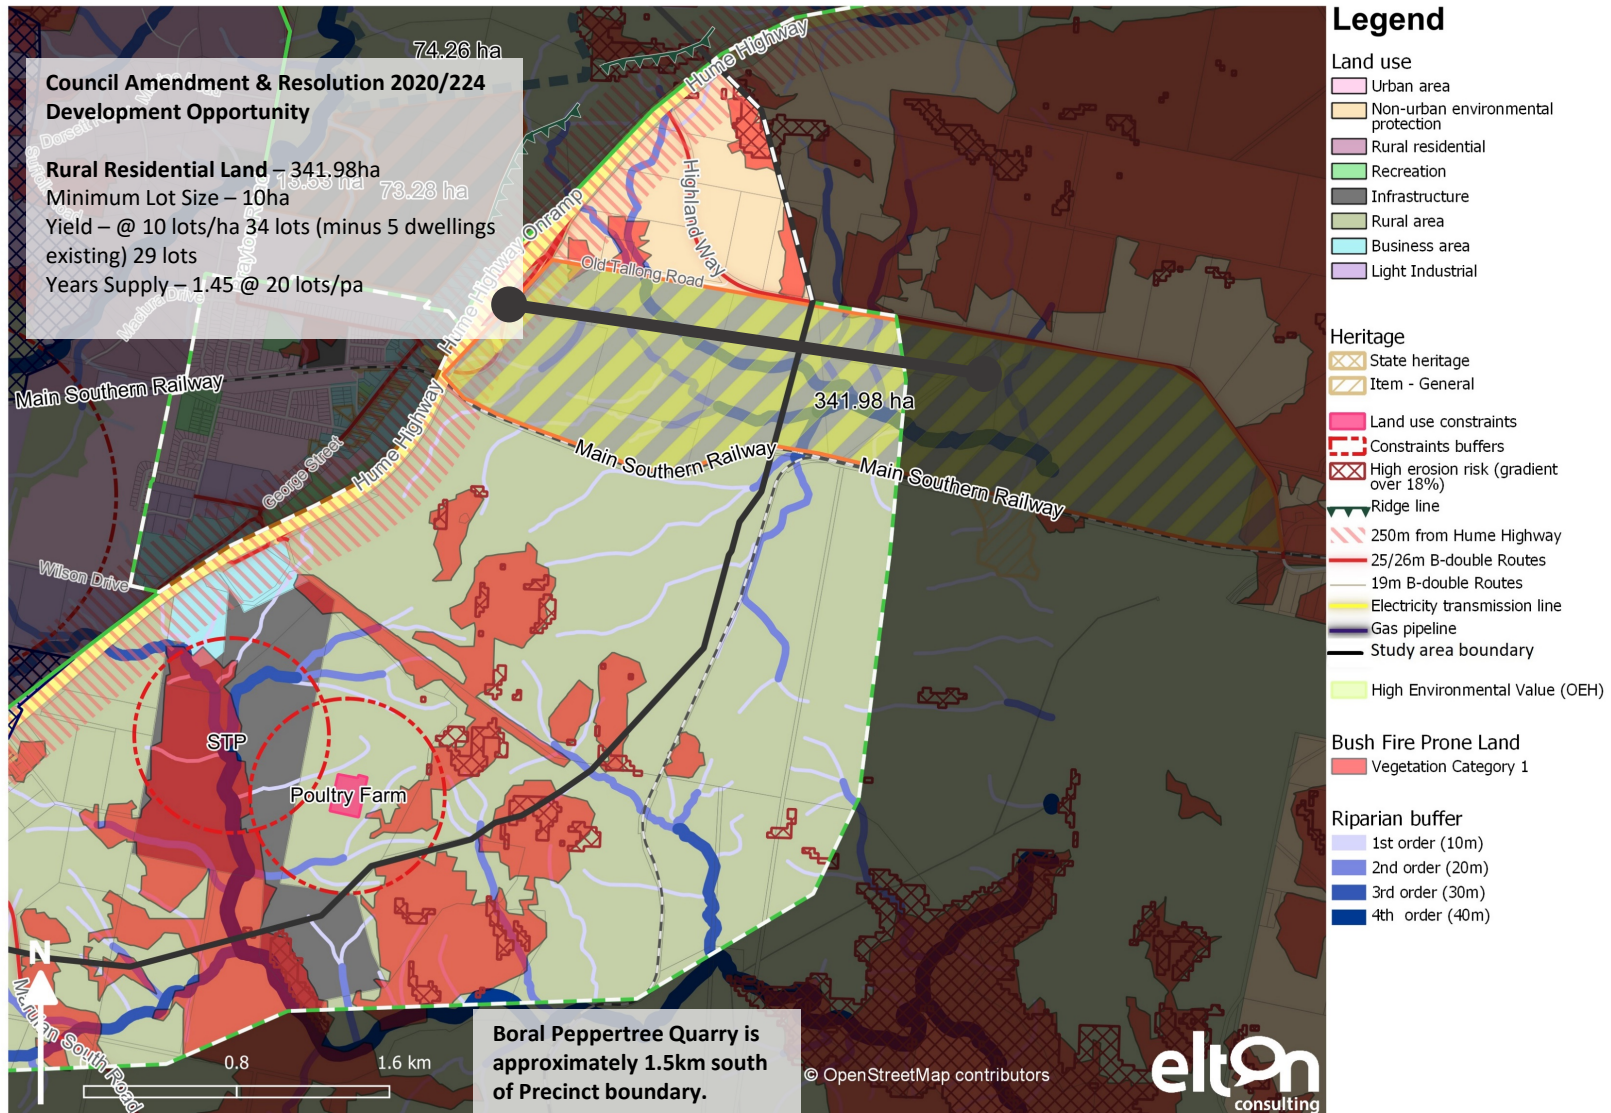 74.26 ha
Hume Highway
Council Amendment & Resolution 2020/224
Development Opportunity
Rural Residential Land – 341.98ha
Minimum Lot Size – 10ha
Yield – @ 10 lots/ha 34 lots (minus 5 dwellings
existing) 29 lots
Years Supply – 1.45 @ 20 lots/pa
13.53 ha
73.28 ha
Highland Way
Old Tallong Road
Hume Highway Onramp
Main Southern Railway
341.98 ha
Hume Highway
George Street
Main Southern Railway
Main Southern Railway
Wilson Drive
STP
Poultry Farm
N
Marulan South Road
0.8
1.6 km
Boral Peppertree Quarry is
approximately 1.5km south
of Precinct boundary.
© OpenStreetMap contributors
elton
consulting
Legend
Land use
Urban area
Non-urban environmental
protection
Rural residential
Recreation
Infrastructure
Rural area
Business area
Light Industrial
Heritage
State heritage
Item - General
Land use constraints
Constraints buffers
High erosion risk (gradient
over 18%)
Ridge line
250m from Hume Highway
25/26m B-double Routes
19m B-double Routes
Electricity transmission line
Gas pipeline
Study area boundary
High Environmental Value (OEH)
Bush Fire Prone Land
Vegetation Category 1
Riparian buffer
1st order (10m)
2nd order (20m)
3rd order (30m)
4th order (40m)